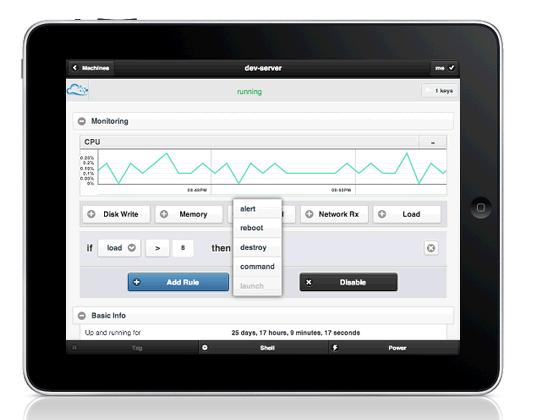 Machines
dev-server
me
running
1 keys
Monitoring
CPU
-
0.25%
0.2%
0.15%
0.1%
0.05%
0.00%
08:48PM
08:53PM
Disk Write
Memory
Network Rx
Load
alert
reboot
destroy
command
launch
if
load
>
8
then
Add Rule
Disable
Basic Info
Up and running for
25 days, 17 hours, 9 minutes, 17 seconds
Tag
Shell
Power